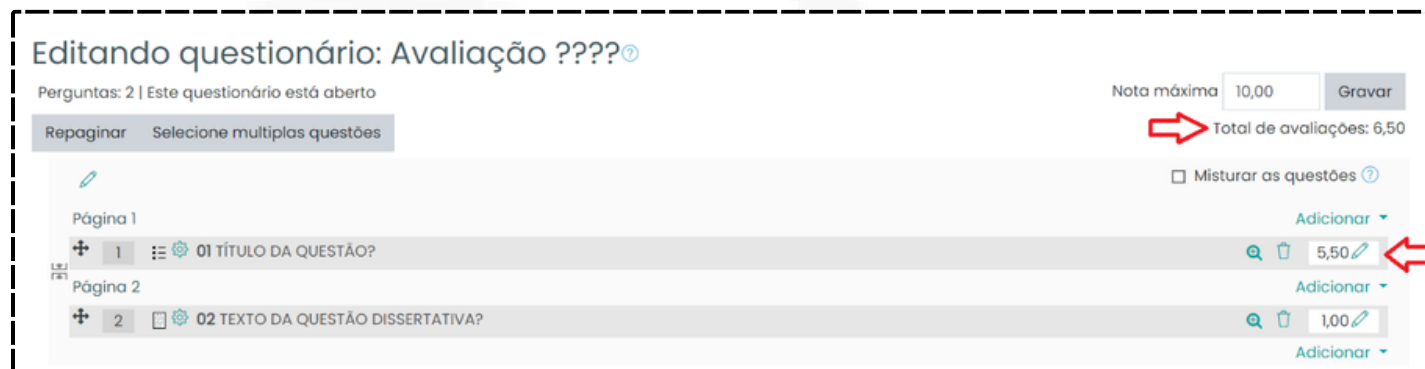 Editando questionário: Avaliação ????
Perguntas: 2 | Este questionário está aberto
Nota máxima 10,00 Gravar
Repaginar Selecione multiplas questões
Total de avaliações: 6,50
Misturar as questões
Página 1 Adicionar
1 01 TÍTULO DA QUESTÃO? 5,50
Página 2 Adicionar
2 02 TEXTO DA QUESTÃO DISSERTATIVA? 1,00
Adicionar